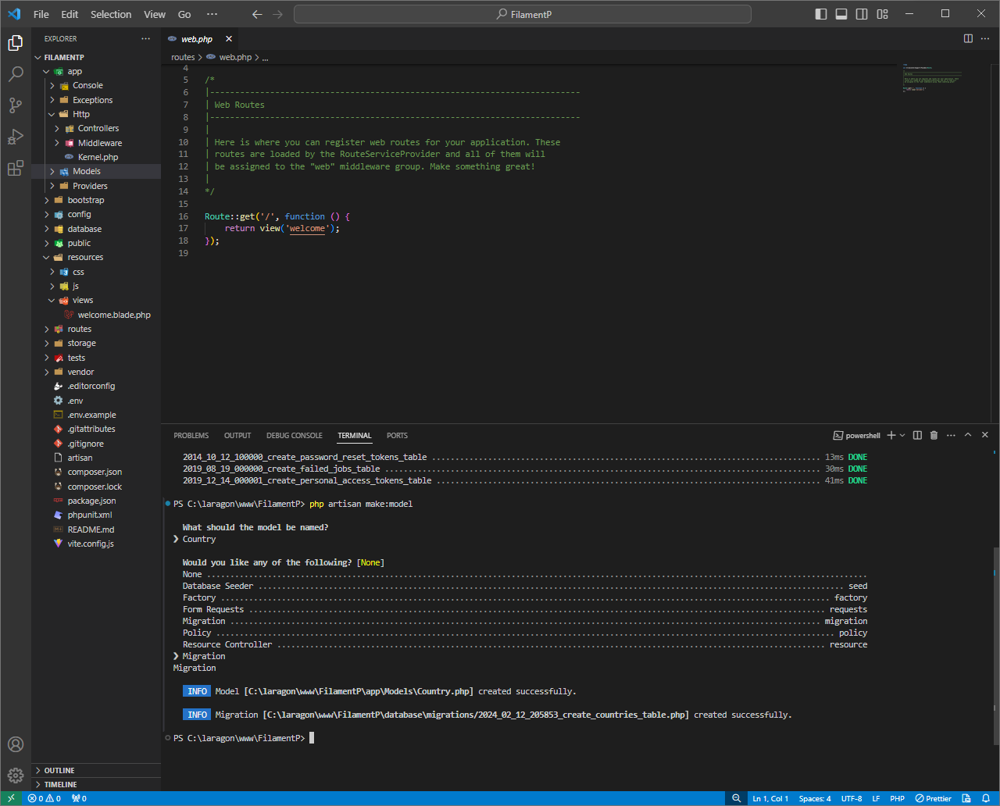 File Edit Selection View Go ···
FilamentP
EXPLORER
FILAMENTP
app
Console
Exceptions
Http
Controllers
Middleware
Kernel.php
Models
Providers
bootstrap
config
database
public
resources
css
js
views
welcome.blade.php
routes
storage
tests
vendor
.editorconfig
.env
.env.example
.gitattributes
.gitignore
artisan
composer.json
composer.lock
package.json
phpunit.xml
README.md
vite.config.js
OUTLINE
TIMELINE
web.php
routes > web.php > ...
4
5 /*
6 |--------------------------------------------------------------------------
7 | Web Routes
8 |--------------------------------------------------------------------------
9 |
10 | Here is where you can register web routes for your application. These
11 | routes are loaded by the RouteServiceProvider and all of them will
12 | be assigned to the "web" middleware group. Make something great!
13 |
14 */
15
16 Route::get('/', function () {
17 return view('welcome');
18 });
19
PROBLEMS OUTPUT DEBUG CONSOLE TERMINAL PORTS
powershell
2014_10_12_100000_create_password_reset_tokens_table ........ 13ms DONE
2019_08_19_000000_create_failed_jobs_table ........ 30ms DONE
2019_12_14_000001_create_personal_access_tokens_table ........ 41ms DONE
PS C:\laragon\www\FilamentP> php artisan make:model
What should the model be named?
❯ Country
Would you like any of the following? [None]
None ........
Database Seeder ........ seed
Factory ........ factory
Form Requests ........ requests
Migration ........ migration
Policy ........ policy
Resource Controller ........ resource
❯ Migration
Migration
INFO Model [C:\laragon\www\FilamentP\app\Models\Country.php] created successfully.
INFO Migration [C:\laragon\www\FilamentP\database\migrations/2024_02_12_205853_create_countries_table.php] created successfully.
PS C:\laragon\www\FilamentP>
0 0 0
Ln 1, Col 1 Spaces: 4 UTF-8 LF PHP Prettier